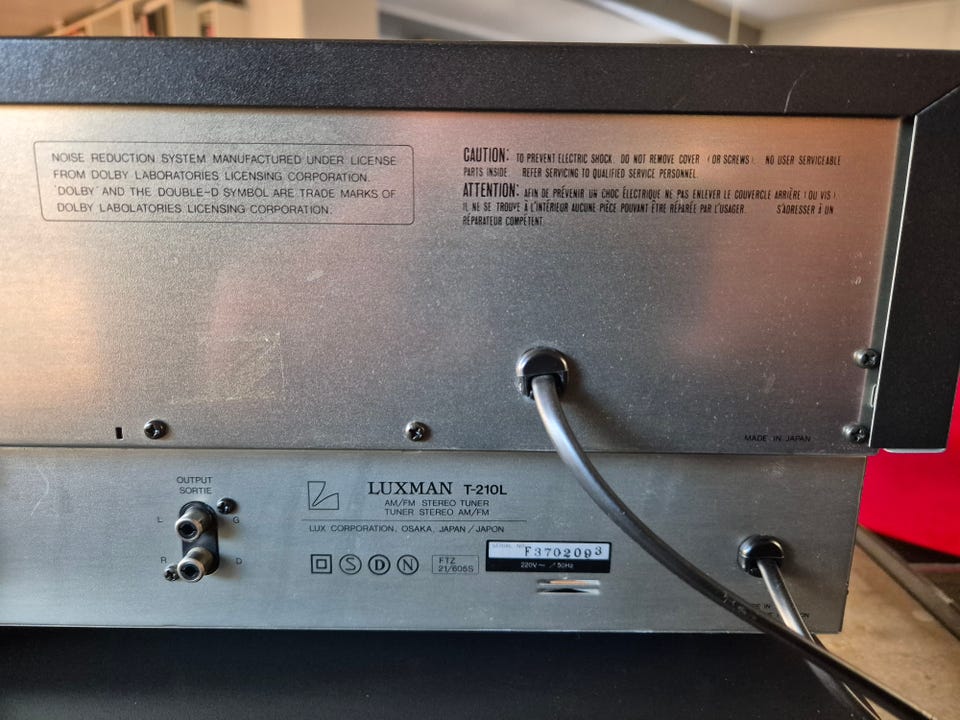 NOISE REDUCTION SYSTEM MANUFACTURED UNDER LICENSE
FROM DOLBY LABORATORIES LICENSING CORPORATION.
'DOLBY' AND THE DOUBLE-D SYMBOL ARE TRADE MARKS OF
DOLBY LABOLATORIES LICENSING CORPORATION.
CAUTION: TO PREVENT ELECTRIC SHOCK, DO NOT REMOVE COVER (OR SCREWS). NO USER SERVICEABLE
PARTS INSIDE. REFER SERVICING TO QUALIFIED SERVICE PERSONNEL.
ATTENTION: AFIN DE PRÉVENIR UN CHOC ÉLECTRIQUE NE PAS ENLEVER LE COUVERCLE ARRIÈRE (OU VIS).
IL NE SE TROUVE À L'INTÉRIEUR AUCUNE PIÈCE POUVANT ÊTRE RÉPARÉE PAR L'USAGER. S'ADRESSER À UN
RÉPARATEUR COMPÉTENT.
MADE IN JAPAN
OUTPUT
SORTIE
L G
R D
LUXMAN T-210L
AM/FM STEREO TUNER
TUNER STEREO AM/FM
LUX CORPORATION, OSAKA, JAPAN / JAPON
S D N
FTZ
21/605S
SERIAL NO. F3702093
220V~ / 50Hz